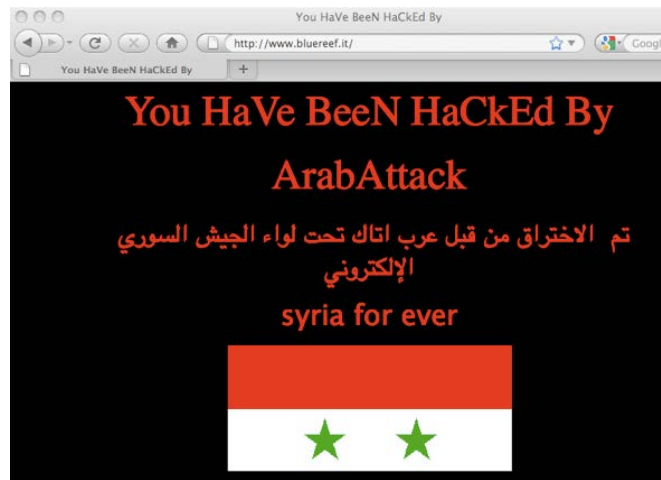 You HaVe BeeN HaCkEd By
http://www.bluereef.it/
Googl
You HaVe BeeN HaCkEd By
+
You HaVe BeeN HaCkEd By
ArabAttack
تم الاختراق من قبل عرب اتاك تحت لواء الجيش السوري
الإلكتروني
syria for ever